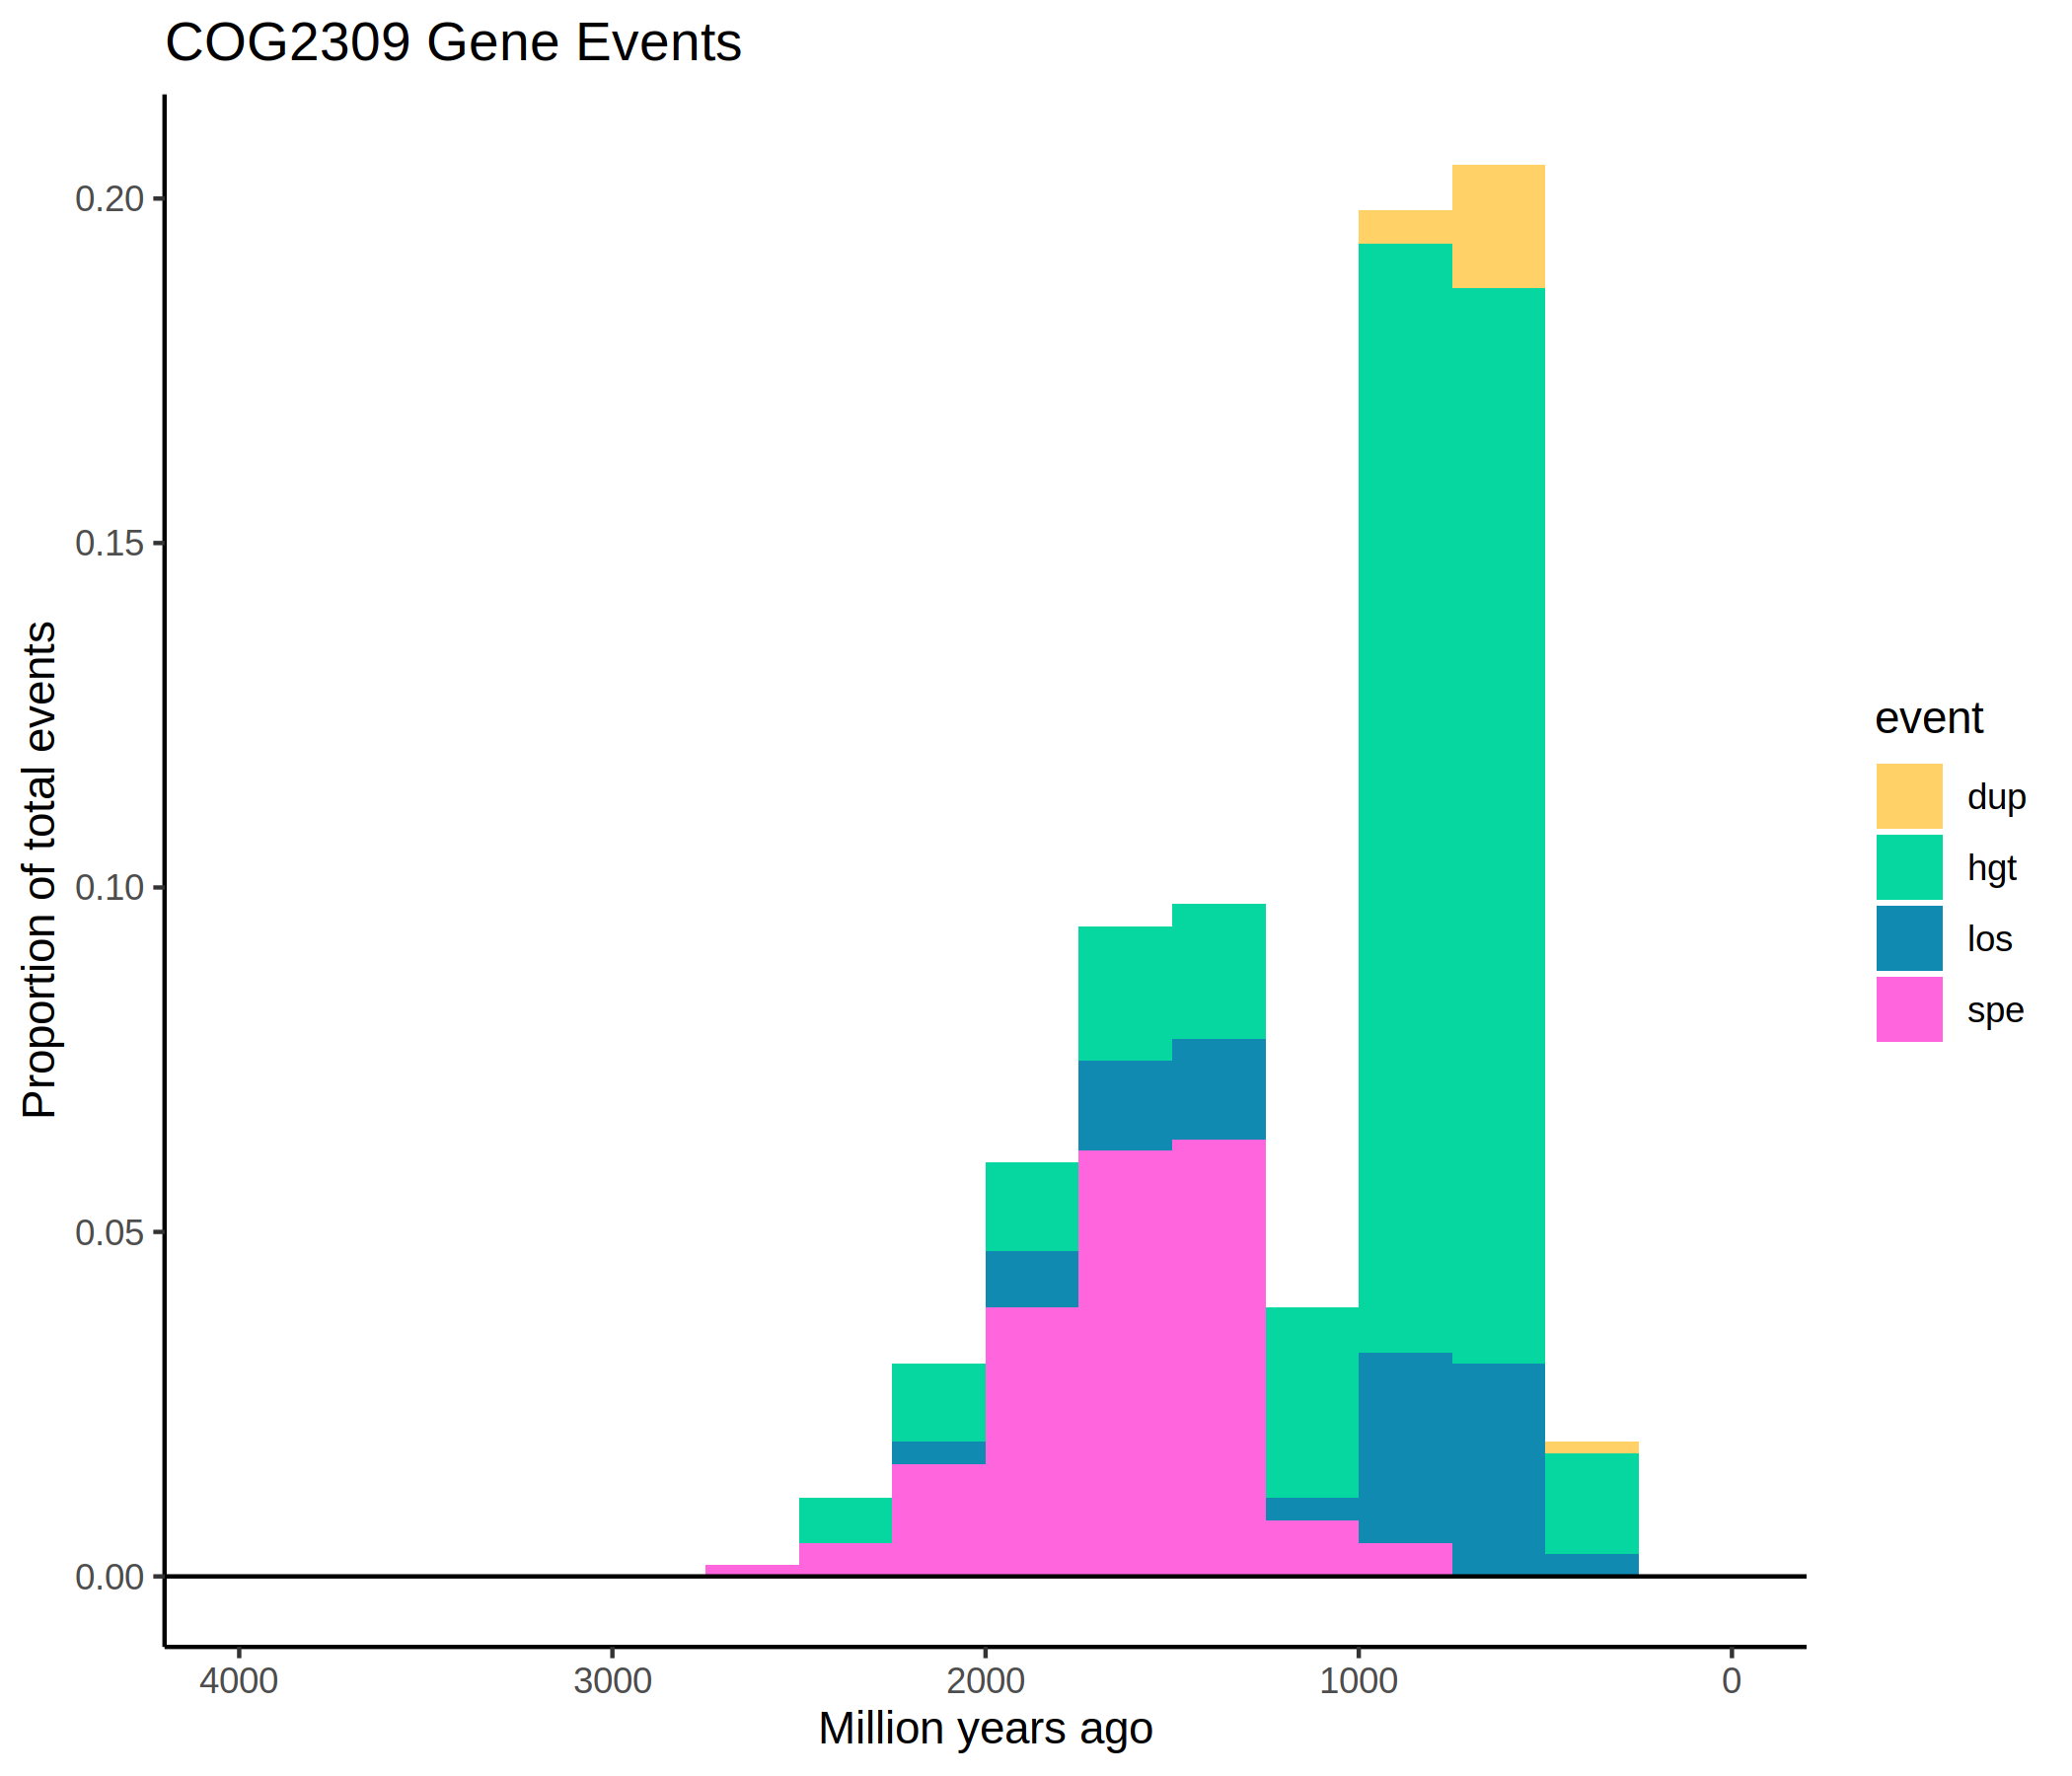 COG2309 Gene Events
Proportion of total events
0.20
0.15
0.10
0.05
0.00
4000 3000 2000 1000 0
Million years ago
event
dup
hgt
los
spe